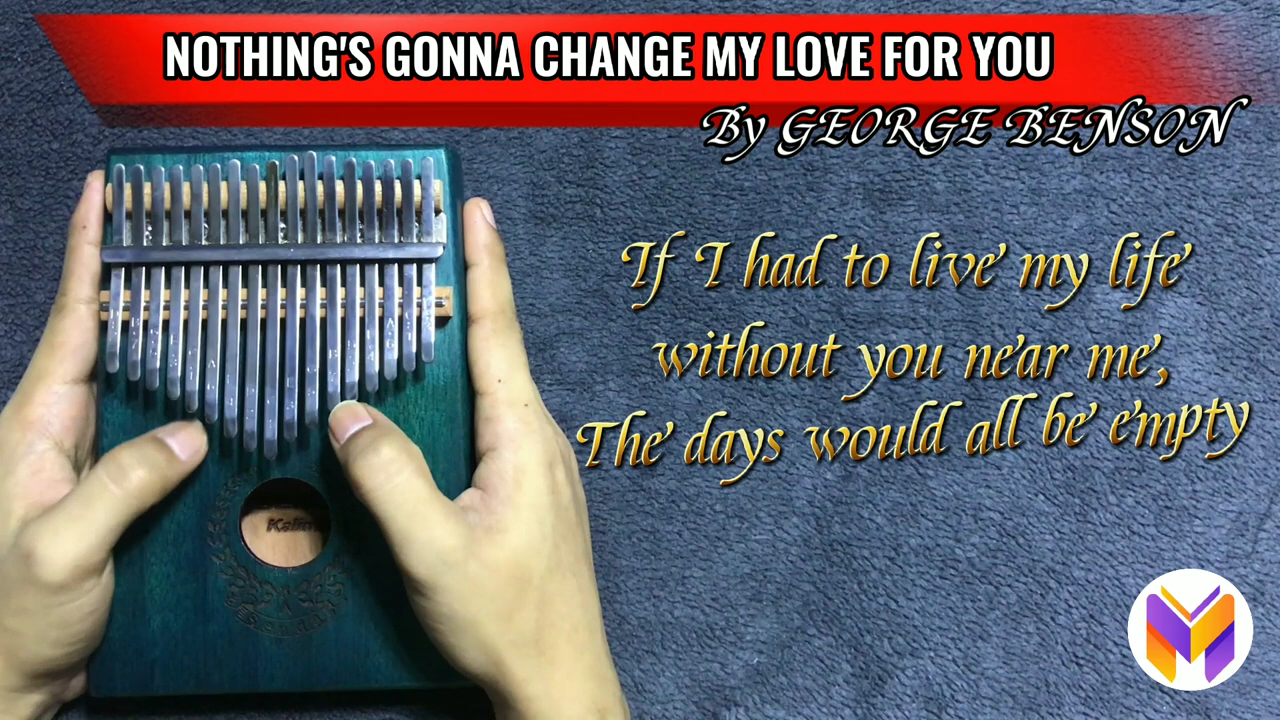 NOTHING'S GONNA CHANGE MY LOVE FOR YOU
By GEORGE BENSON
If I had to live my life
without you near me,
The days would all be empty